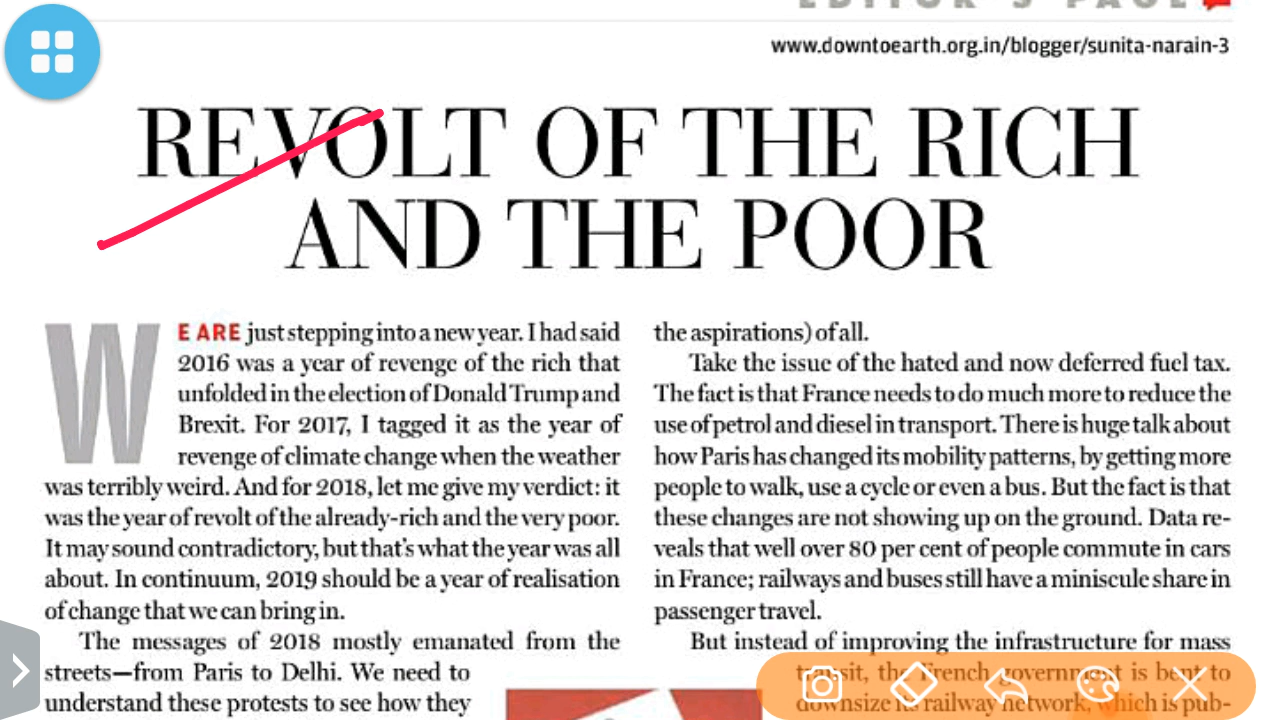 EDITOR'S PAGE
www.downtoearth.org.in/blogger/sunita-narain-3
REVOLT OF THE RICH
AND THE POOR
WE ARE just stepping into a new year. I had said
2016 was a year of revenge of the rich that
unfolded in the election of Donald Trump and
Brexit. For 2017, I tagged it as the year of
revenge of climate change when the weather
was terribly weird. And for 2018, let me give my verdict: it
was the year of revolt of the already-rich and the very poor.
It may sound contradictory, but that's what the year was all
about. In continuum, 2019 should be a year of realisation
of change that we can bring in.
The messages of 2018 mostly emanated from the
streets—from Paris to Delhi. We need to
understand these protests to see how they
the aspirations) of all.
Take the issue of the hated and now deferred fuel tax.
The fact is that France needs to do much more to reduce the
use of petrol and diesel in transport. There is huge talk about
how Paris has changed its mobility patterns, by getting more
people to walk, use a cycle or even a bus. But the fact is that
these changes are not showing up on the ground. Data re-
veals that well over 80 per cent of people commute in cars
in France; railways and buses still have a miniscule share in
passenger travel.
But instead of improving the infrastructure for mass
transit, the French government is bent to
downsize its railway network, which is pub-